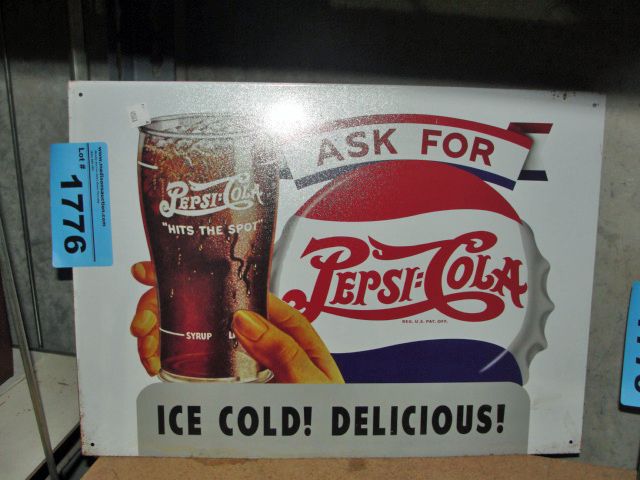 ASK FOR
PEPSI=COLA
REG. U.S. PAT. OFF.
PEPSI=COLA
"HITS THE SPOT"
SYRUP
ICE COLD! DELICIOUS!
Lot #
1776